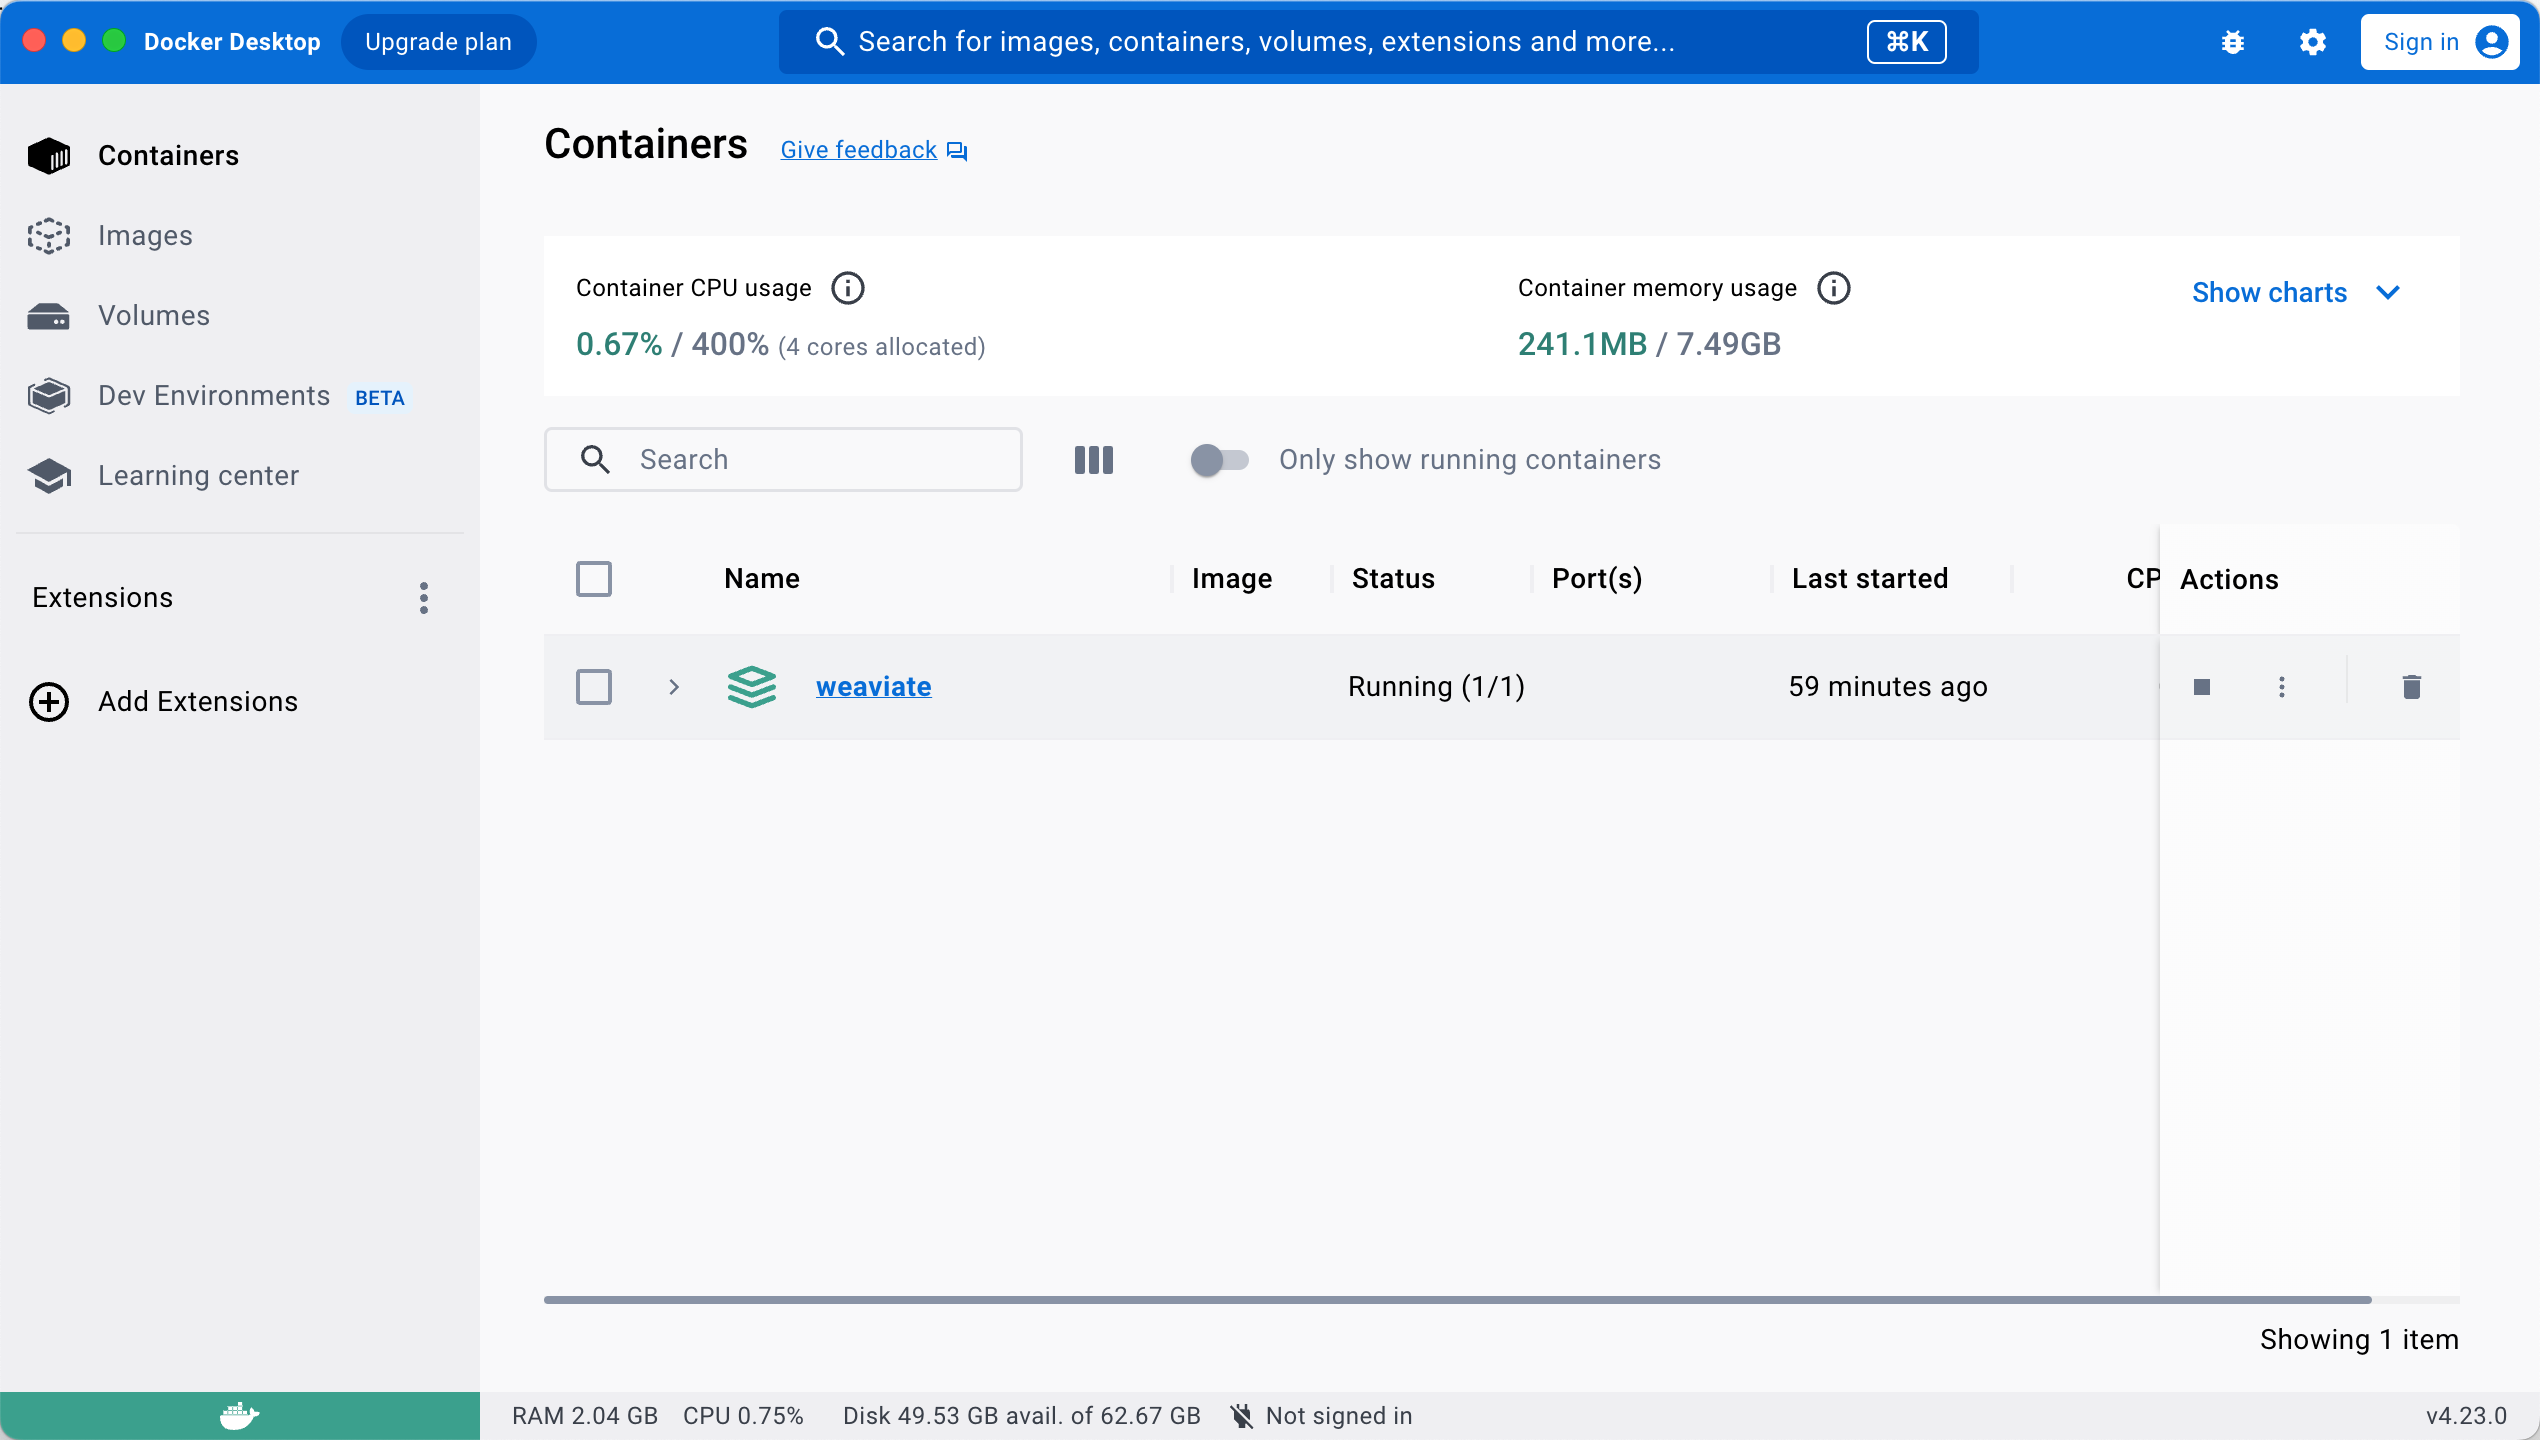 Docker Desktop Upgrade plan Search for images, containers, volumes, extensions and more... ⌘K Sign in
Containers
Images
Volumes
Dev Environments BETA
Learning center
Extensions
Add Extensions
Containers Give feedback
Container CPU usage
0.67% / 400% (4 cores allocated)
Container memory usage
241.1MB / 7.49GB
Show charts
Search Only show running containers
Name Image Status Port(s) Last started CP Actions
weaviate Running (1/1) 59 minutes ago
Showing 1 item
RAM 2.04 GB CPU 0.75% Disk 49.53 GB avail. of 62.67 GB Not signed in v4.23.0